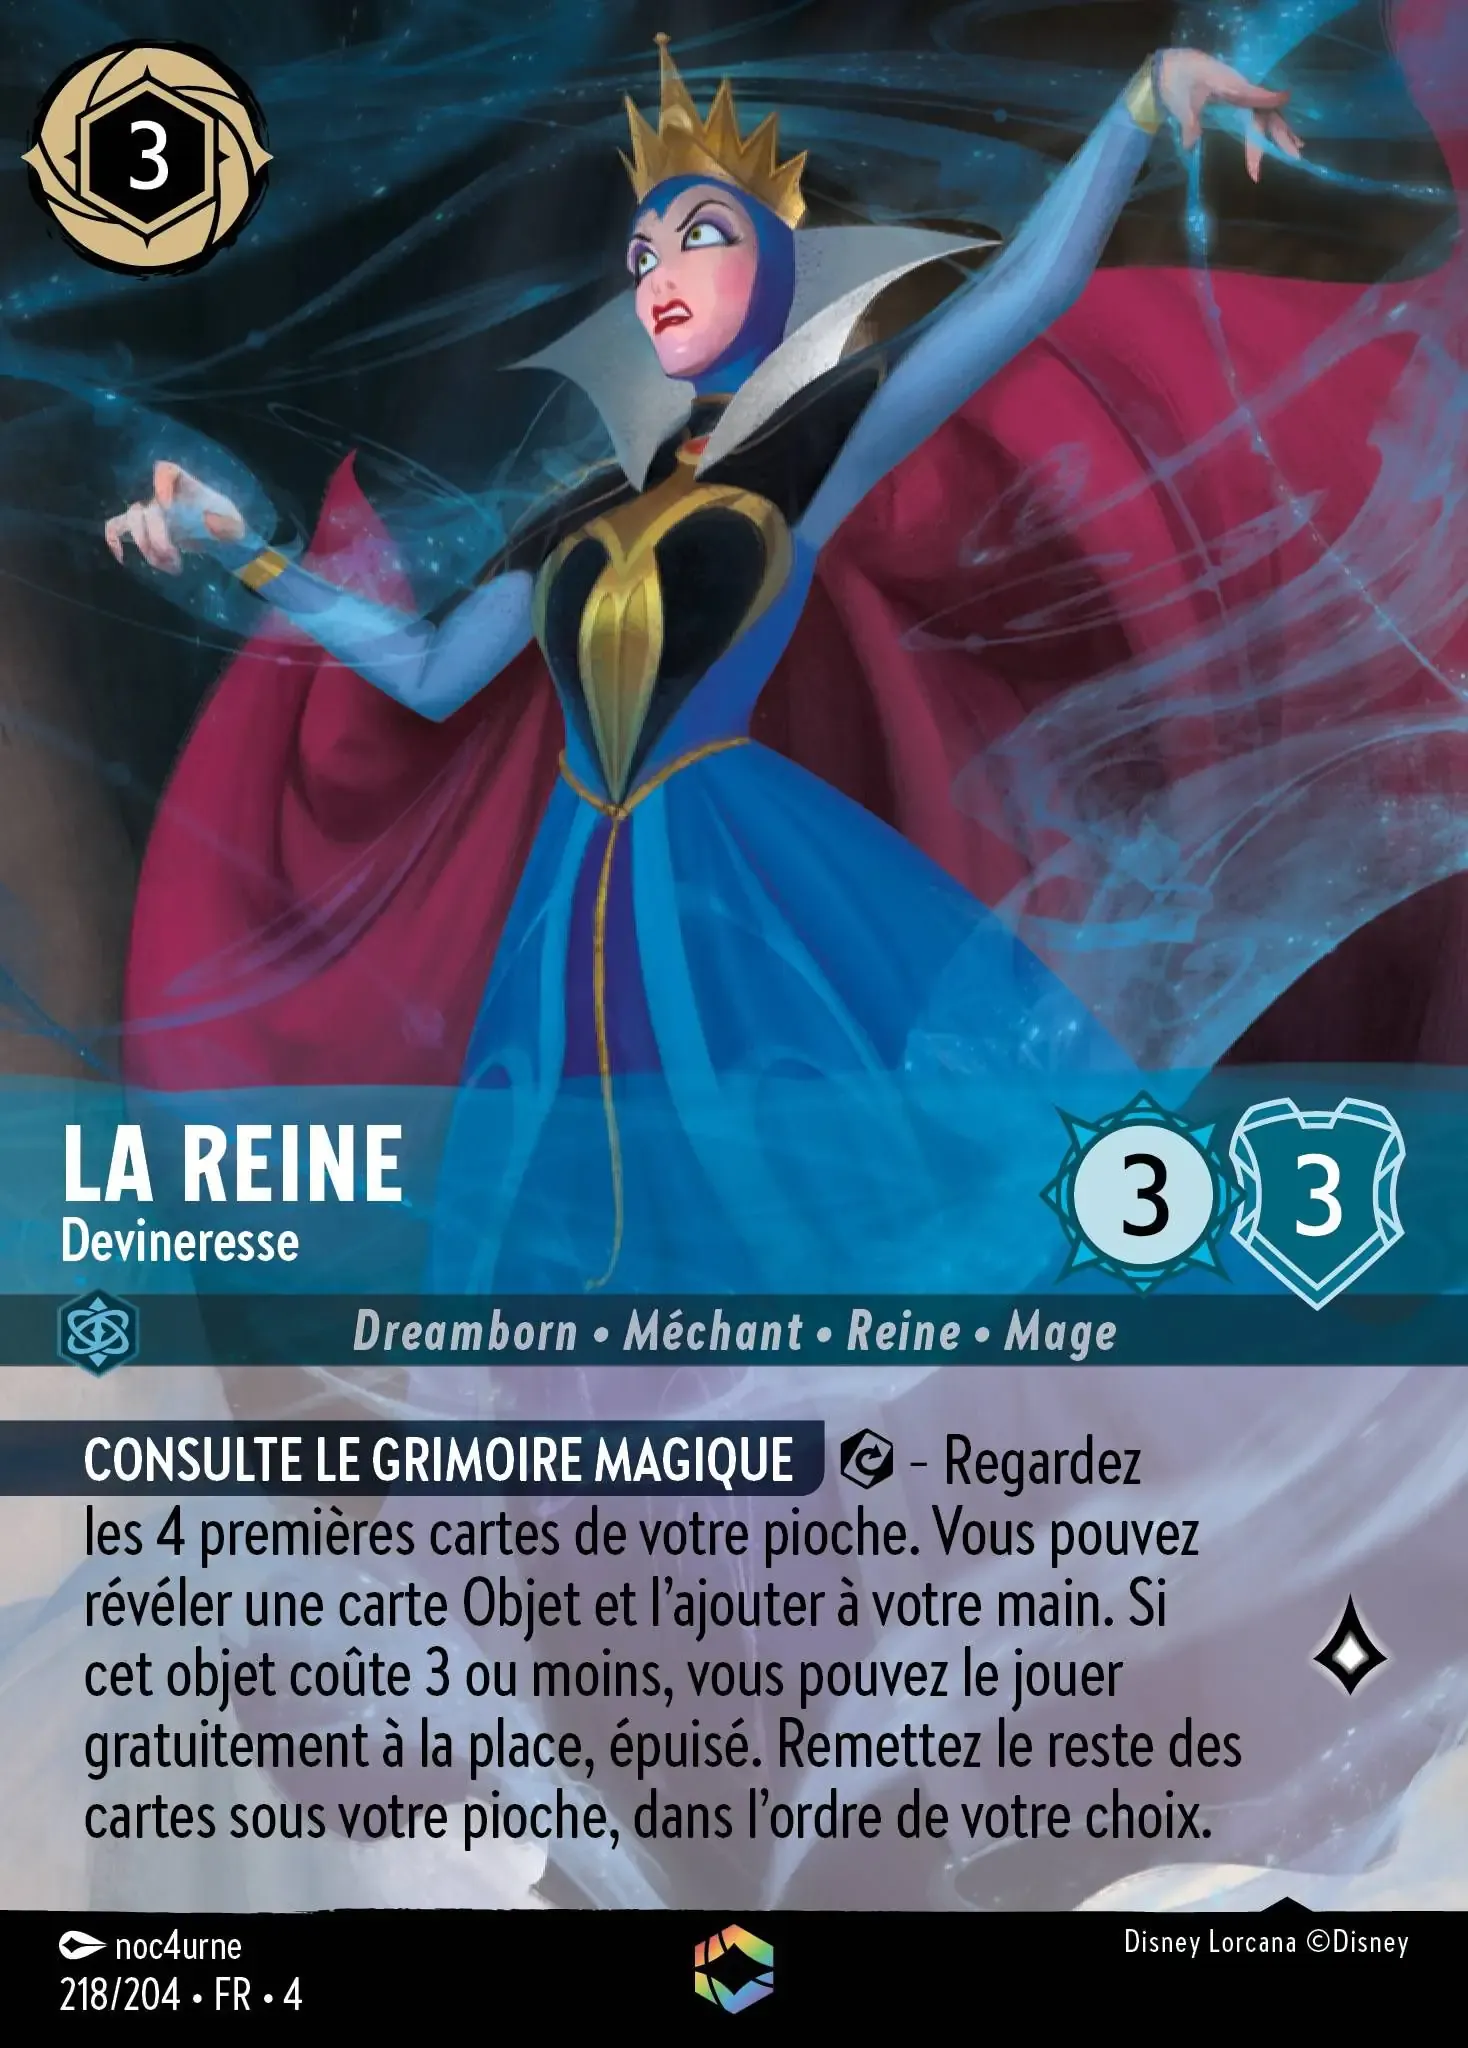 3
LA REINE
Devineresse
3
3
Dreamborn • Méchant • Reine • Mage
CONSULTE LE GRIMOIRE MAGIQUE – Regardez
les 4 premières cartes de votre pioche. Vous pouvez
révéler une carte Objet et l’ajouter à votre main. Si
cet objet coûte 3 ou moins, vous pouvez le jouer
gratuitement à la place, épuisé. Remettez le reste des
cartes sous votre pioche, dans l’ordre de votre choix.
noc4urne
Disney Lorcana ©Disney
218/204 • FR • 4